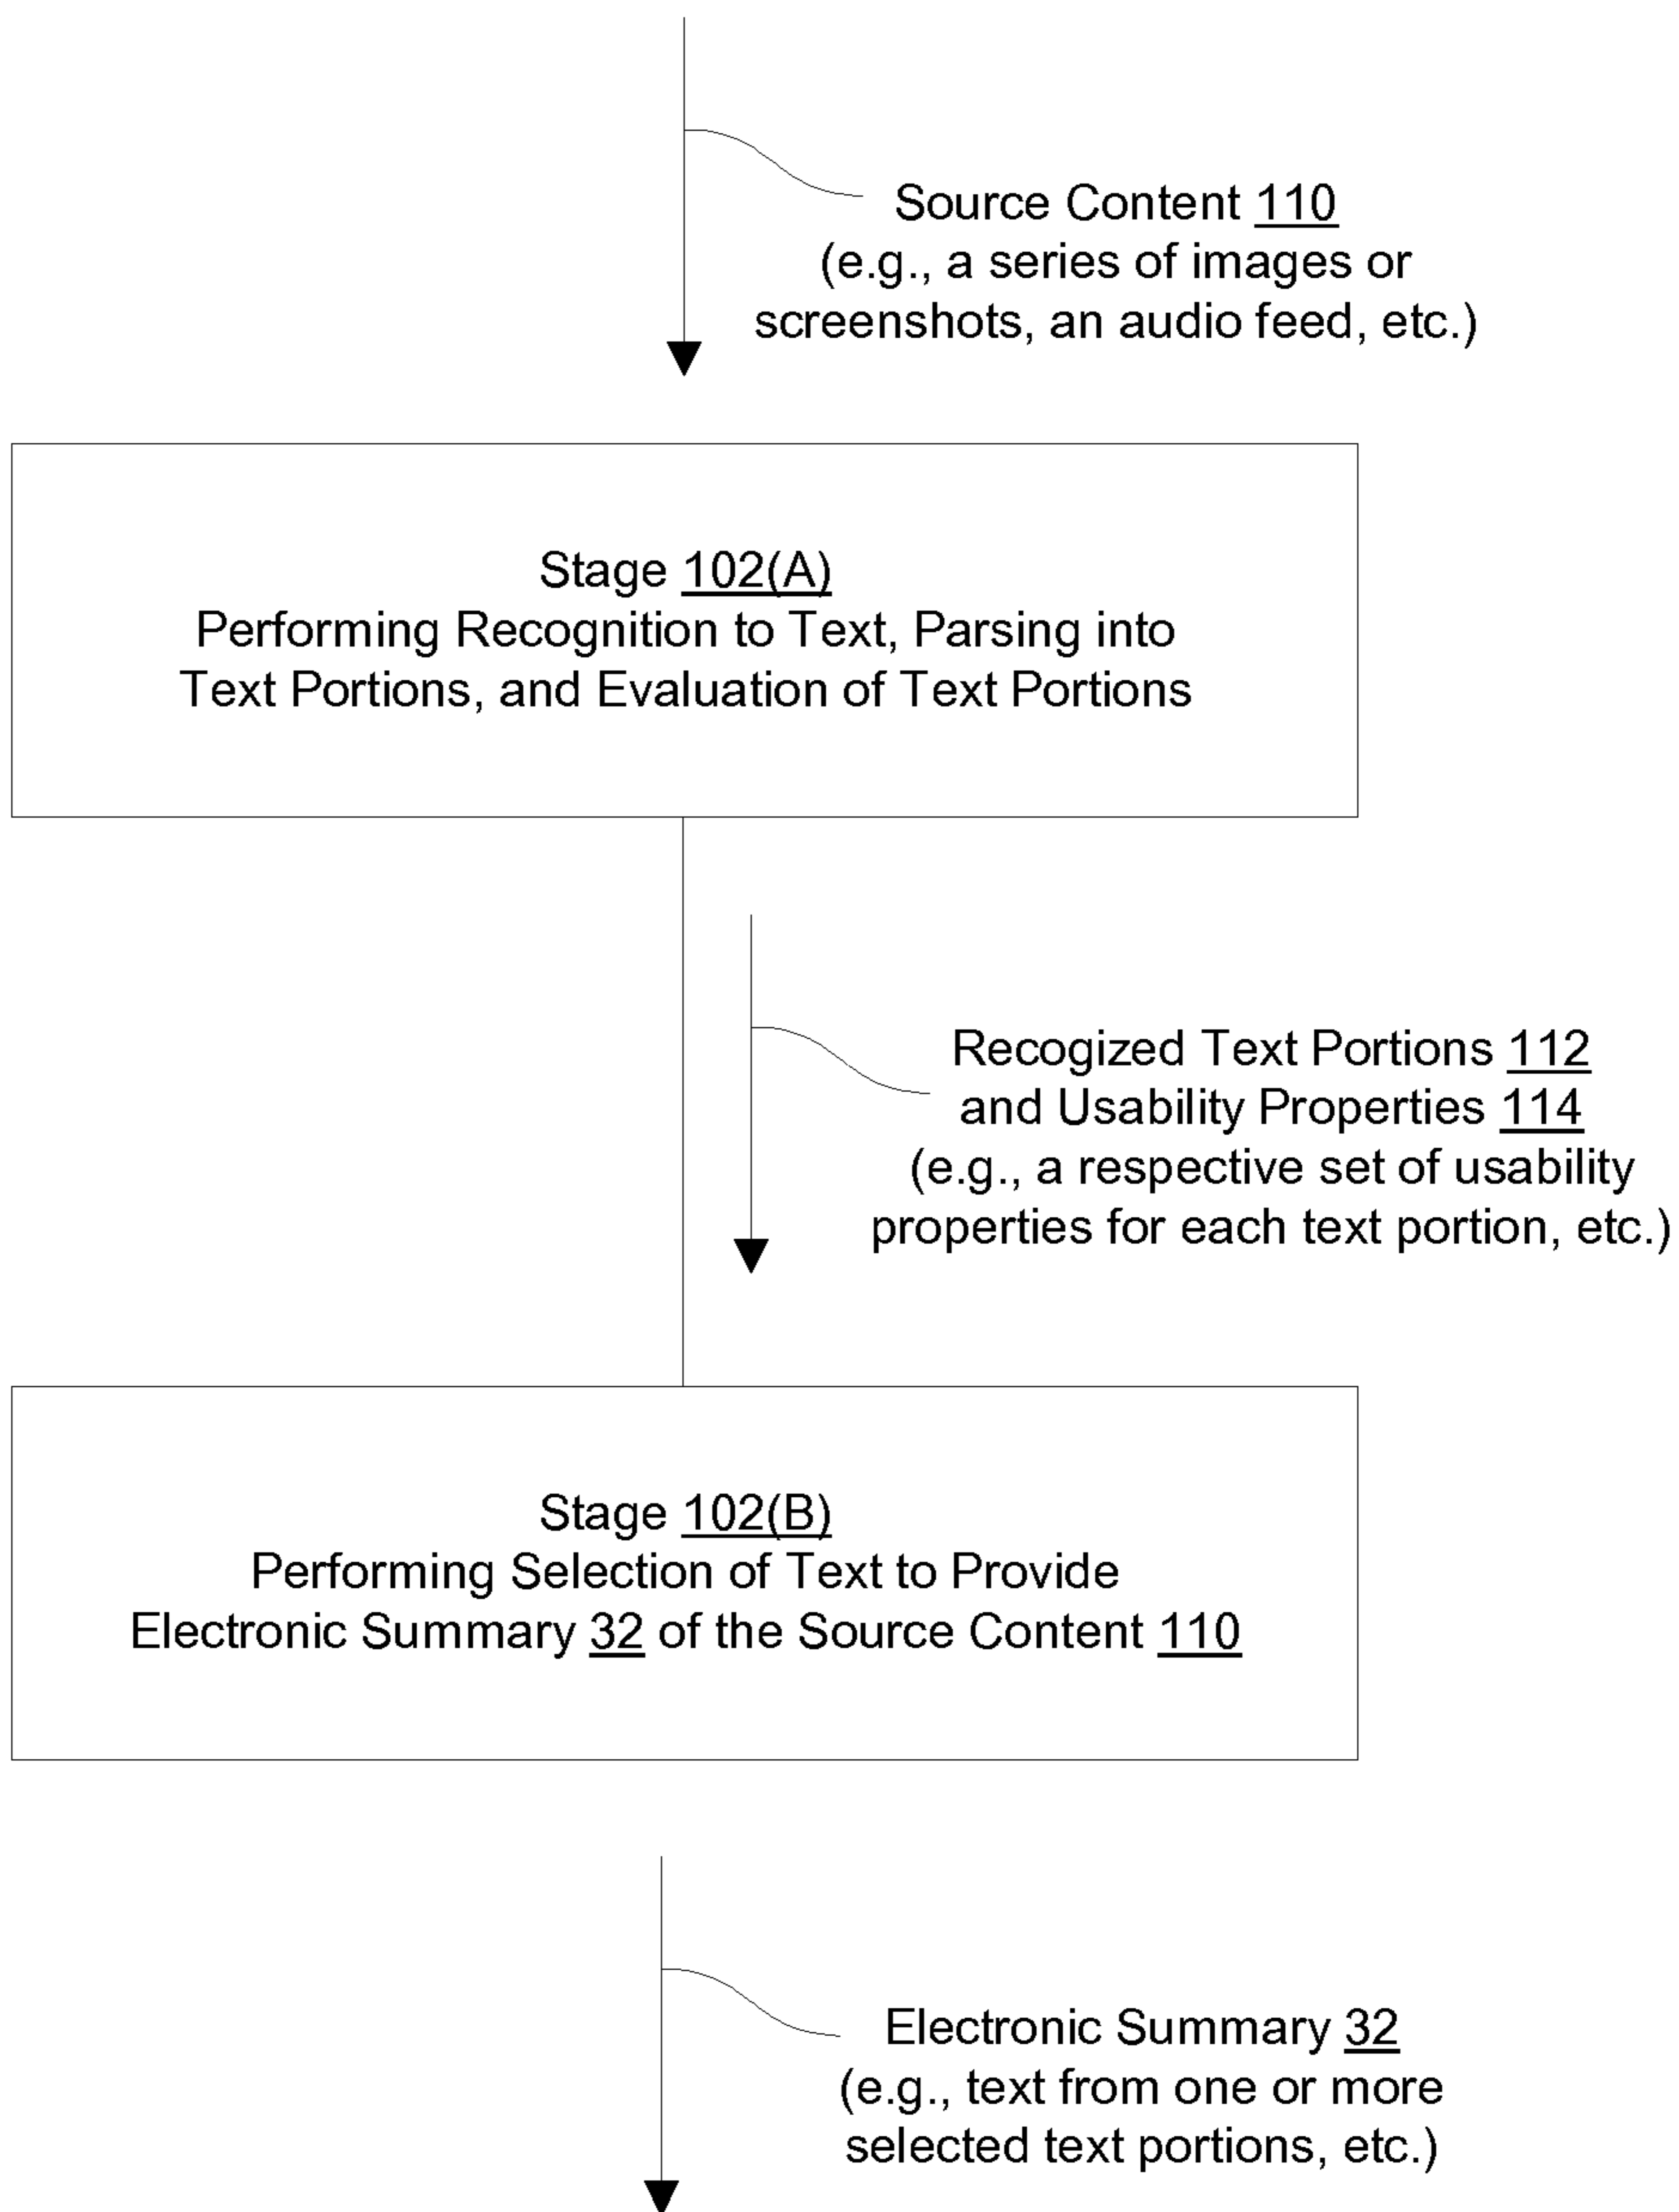 Source Content 110
(e.g., a series of images or
screenshots, an audio feed, etc.)
Stage 102(A)
Performing Recognition to Text, Parsing into
Text Portions, and Evaluation of Text Portions
Recogized Text Portions 112
and Usability Properties 114
(e.g., a respective set of usability
properties for each text portion, etc.)
Stage 102(B)
Performing Selection of Text to Provide
Electronic Summary 32 of the Source Content 110
Electronic Summary 32
(e.g., text from one or more
selected text portions, etc.)